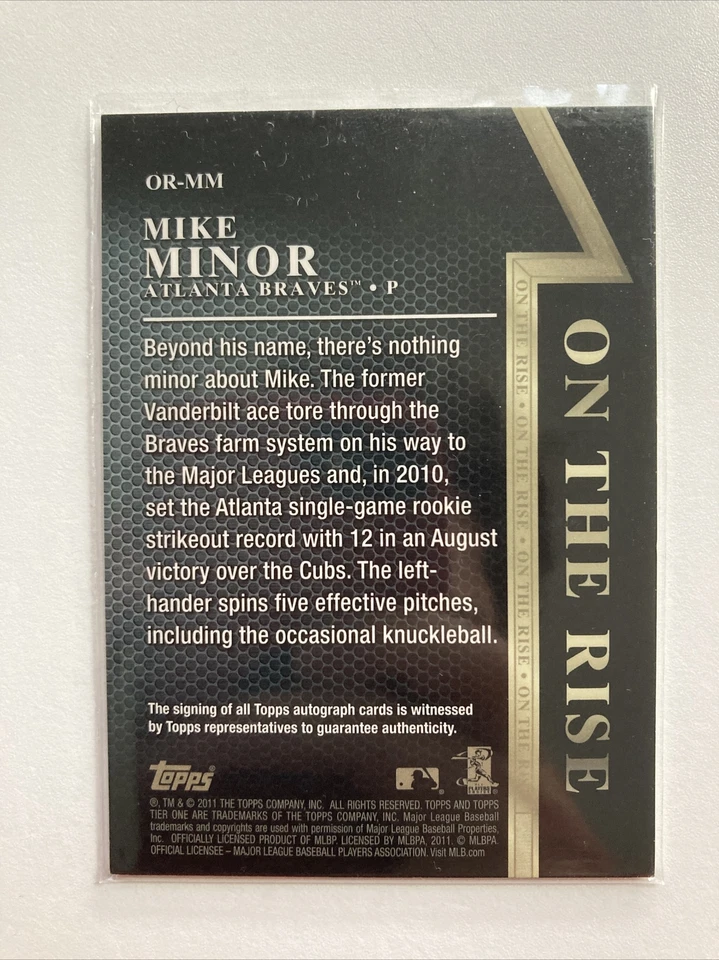 OR-MM
MIKE
MINOR
ATLANTA BRAVES™ • P
Beyond his name, there's nothing
minor about Mike. The former
Vanderbilt ace tore through the
Braves farm system on his way to
the Major Leagues and, in 2010,
set the Atlanta single-game rookie
strikeout record with 12 in an August
victory over the Cubs. The left-
hander spins five effective pitches,
including the occasional knuckleball.
The signing of all Topps autograph cards is witnessed
by Topps representatives to guarantee authenticity.
Topps
®, TM & © 2011 THE TOPPS COMPANY, INC. ALL RIGHTS RESERVED. TOPPS AND TOPPS
TIER ONE ARE TRADEMARKS OF THE TOPPS COMPANY, INC. Major League Baseball
trademarks and copyrights are used with permission of Major League Baseball Properties,
Inc. OFFICIALLY LICENSED PRODUCT OF MLBP. LICENSED BY MLBPA, 2011. © MLBPA.
OFFICIAL LICENSEE – MAJOR LEAGUE BASEBALL PLAYERS ASSOCIATION. Visit MLB.com
ON THE RISE • ON THE RISE • ON THE RISE • ON THE R
ON THE RISE